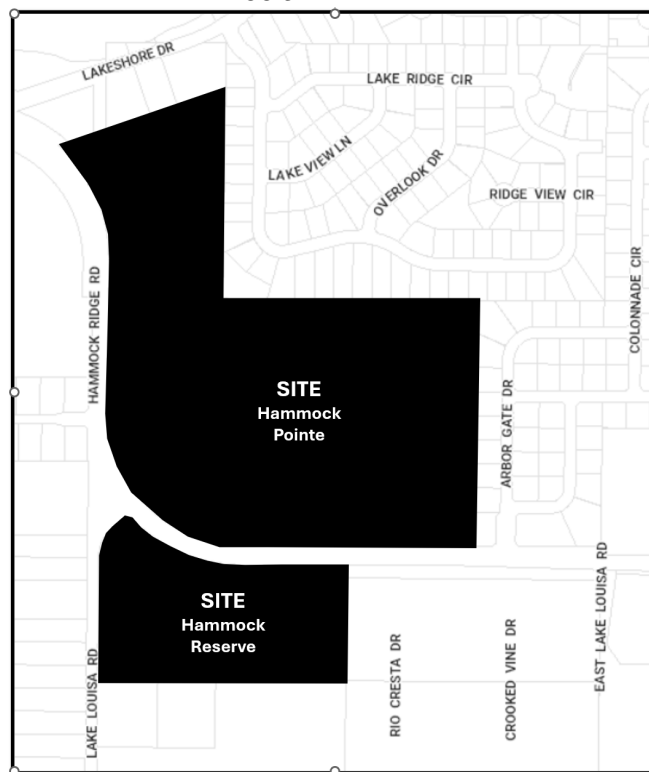 LAKESHORE DR
LAKE RIDGE CIR
LAKE VIEW LN
OVERLOOK DR
RIDGE VIEW CIR
COLONNADE CIR
HAMMOCK RIDGE RD
SITE
Hammock
Pointe
ARBOR GATE DR
SITE
Hammock
Reserve
LAKE LOUISA RD
RIO CRESTA DR
CROOKED VINE DR
EAST LAKE LOUISA RD